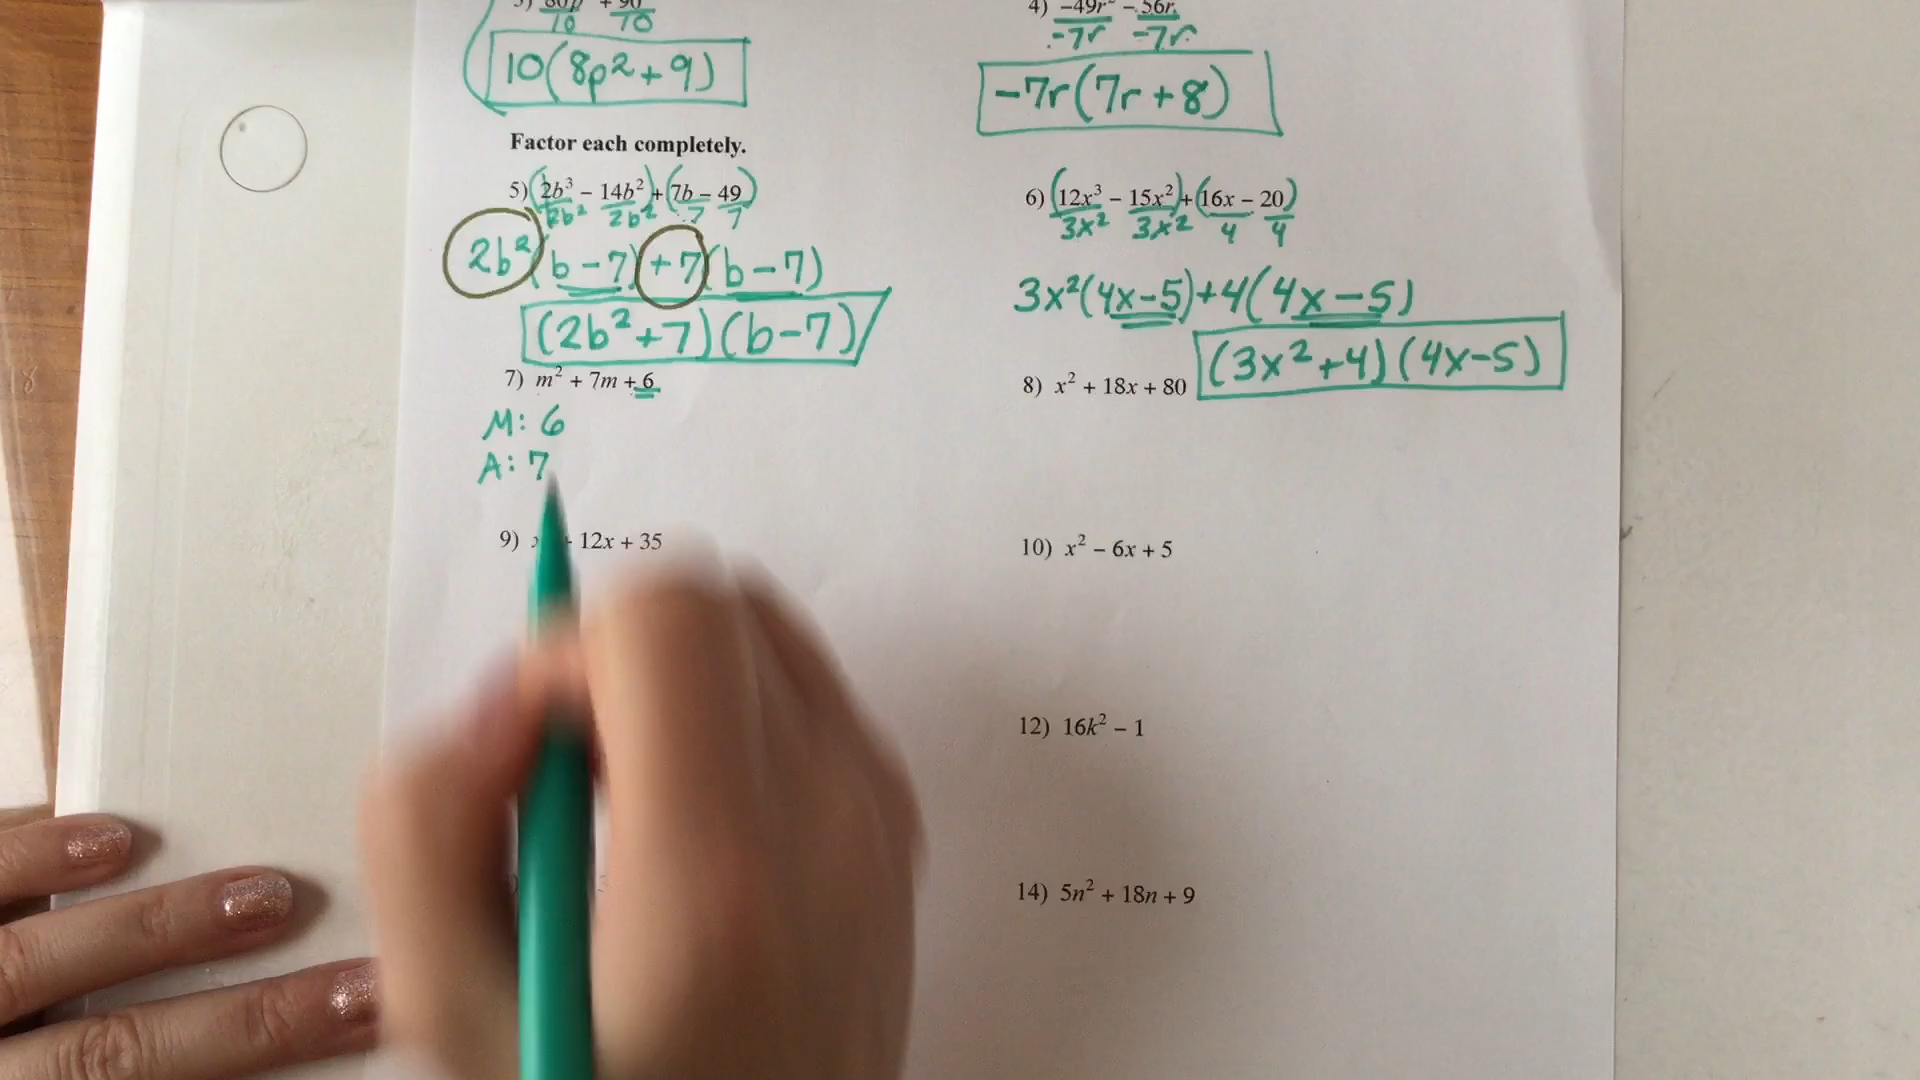 4) −49r² − 56r
10 10
-7r -7r
10(8p2+9)
-7r(7r+8)
Factor each completely.
5) (2b³ − 14b²)+(7b − 49)
2b² 2b² 7 7
2b²(b-7)+7(b-7)
(2b²+7)(b-7)
6) (12x³ − 15x²)+(16x − 20)
3x² 3x² 4 4
3x²(4x-5)+4(4x-5)
(3x²+4)(4x-5)
7) m² + 7m + 6
M: 6
A: 7
8) x² + 18x + 80
9) 12x + 35
10) x² − 6x + 5
12) 16k² − 1
14) 5n² + 18n + 9